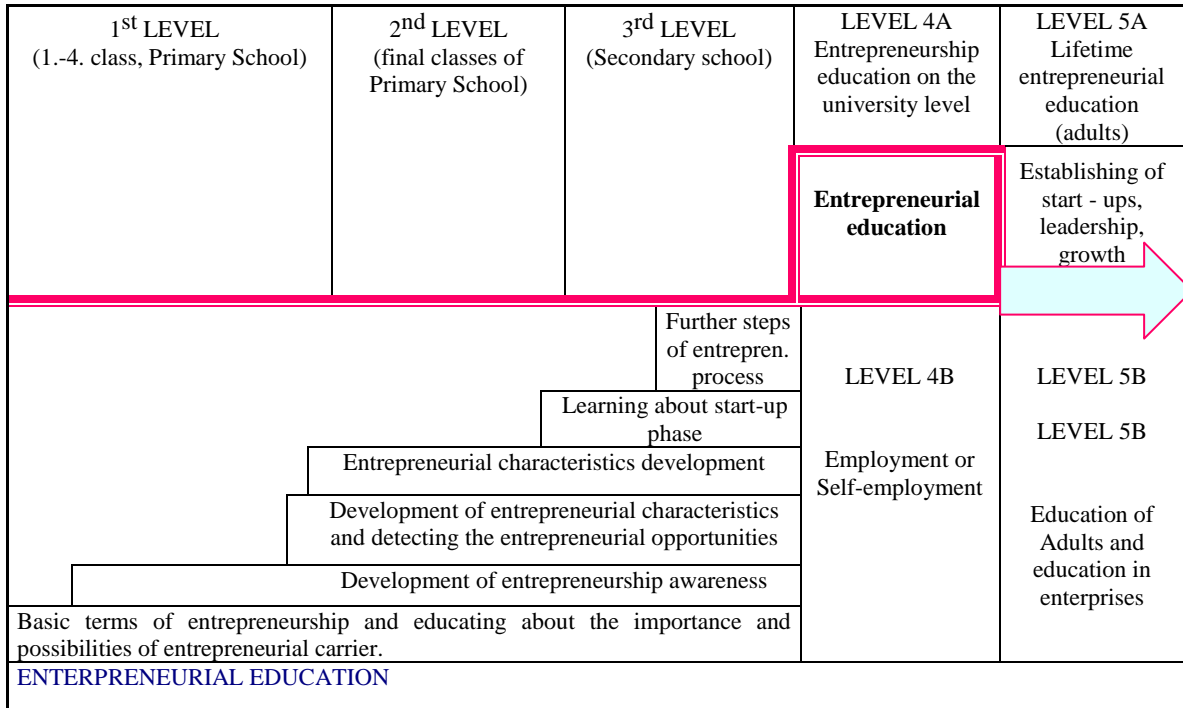 1st LEVEL
(1.-4. class, Primary School)
2nd LEVEL
(final classes of
Primary School)
3rd LEVEL
(Secondary school)
LEVEL 4A
Entrepreneurship
education on the
university level
LEVEL 5A
Lifetime
entrepreneurial
education
(adults)
Entrepreneurial
education
Establishing of
start - ups,
leadership,
growth
Further steps
of entrepren.
process
Learning about start-up
phase
Entrepreneurial characteristics development
Development of entrepreneurial characteristics
and detecting the entrepreneurial opportunities
Development of entrepreneurship awareness
Basic terms of entrepreneurship and educating about the importance and
possibilities of entrepreneurial carrier.
LEVEL 4B
Employment or
Self-employment
LEVEL 5B
LEVEL 5B
Education of
Adults and
education in
enterprises
ENTERPRENEURIAL EDUCATION